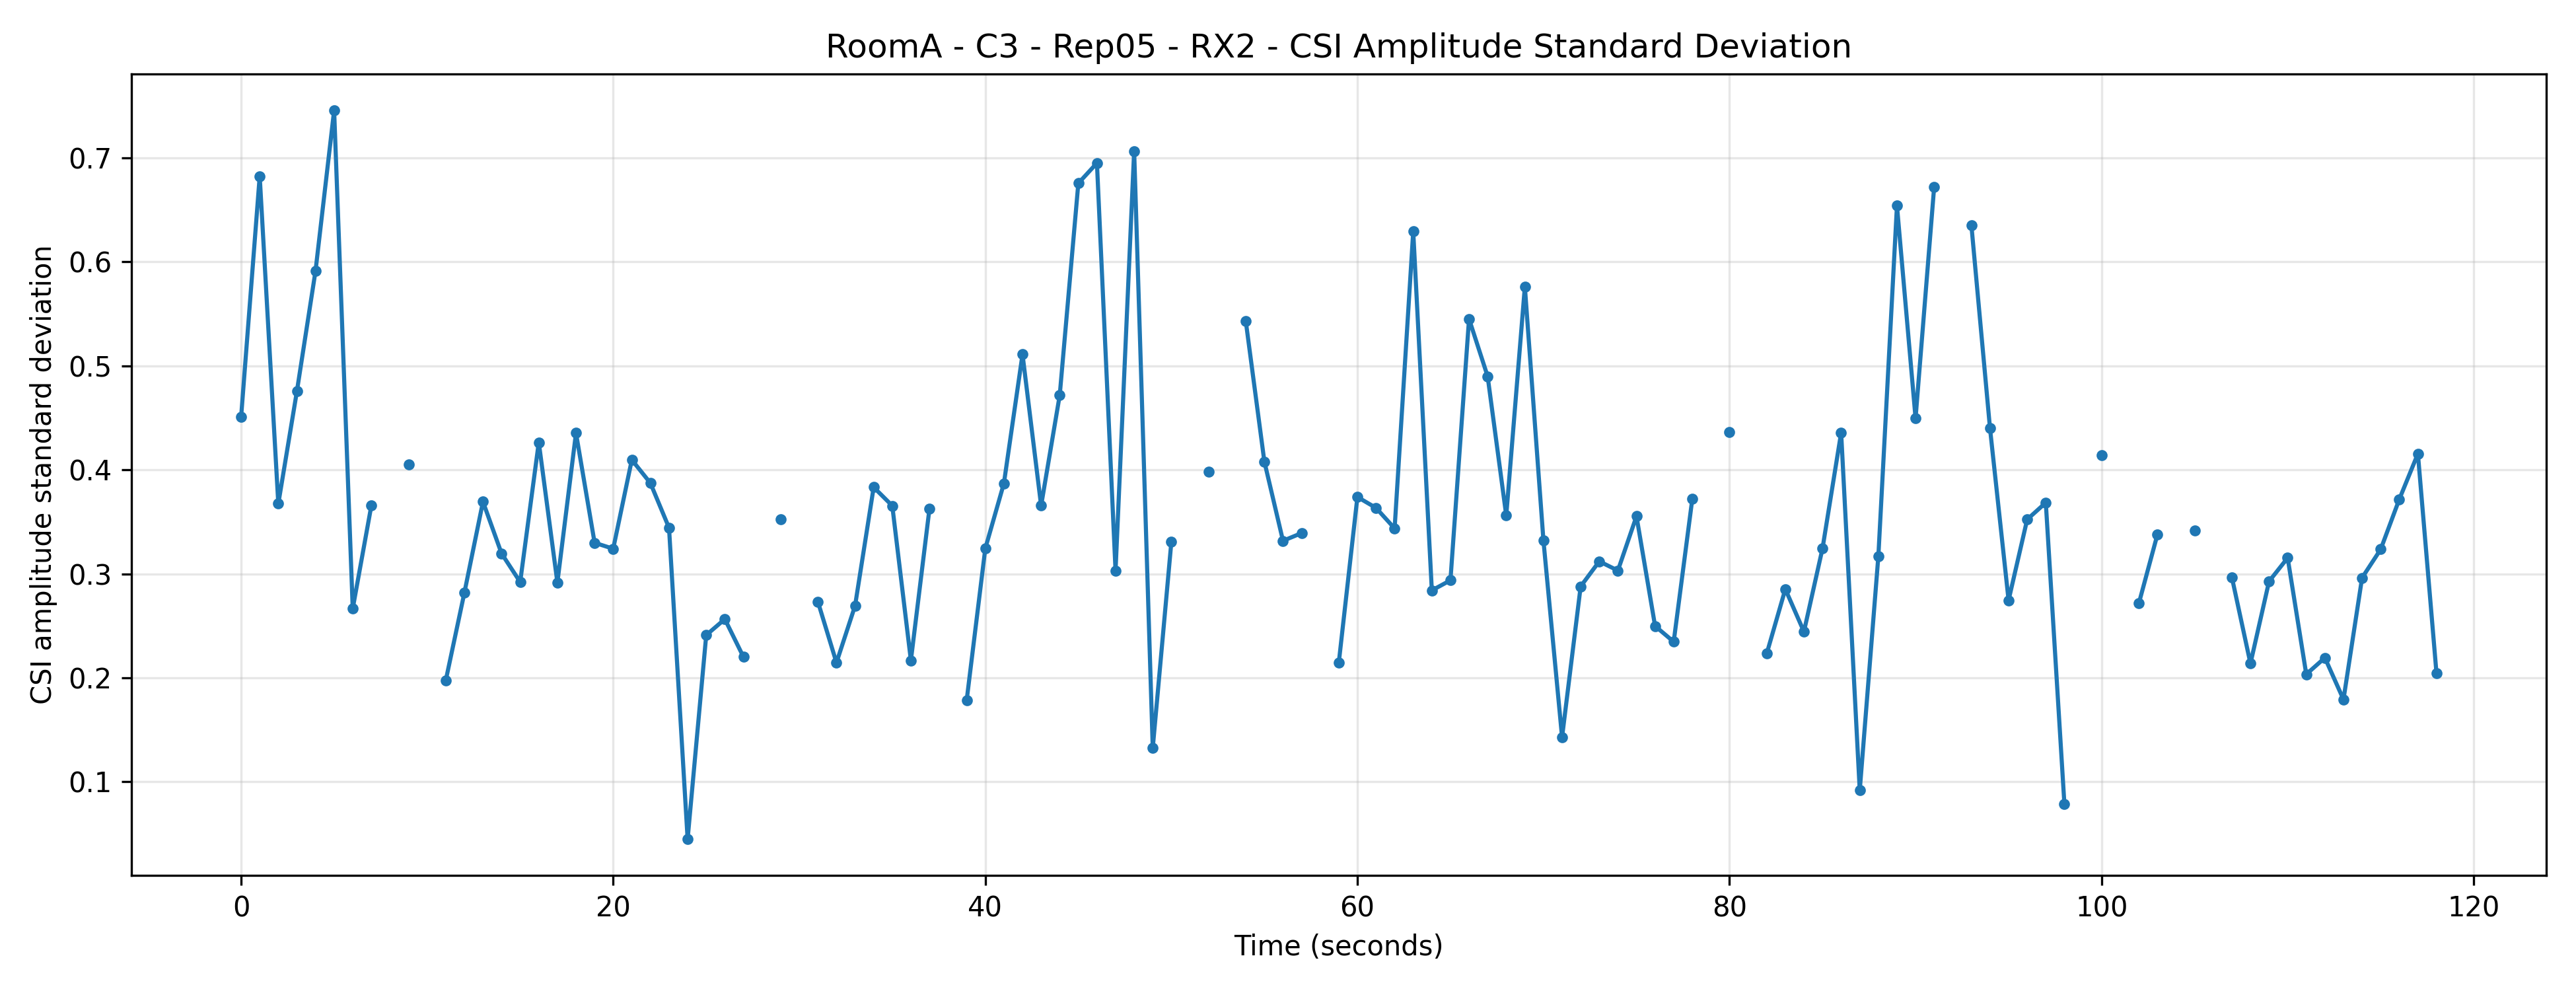 RoomA - C3 - Rep05 - RX2 - CSI Amplitude Standard Deviation
CSI amplitude standard deviation
0.7
0.6
0.5
0.4
0.3
0.2
0.1
0 20 40 60 80 100 120
Time (seconds)